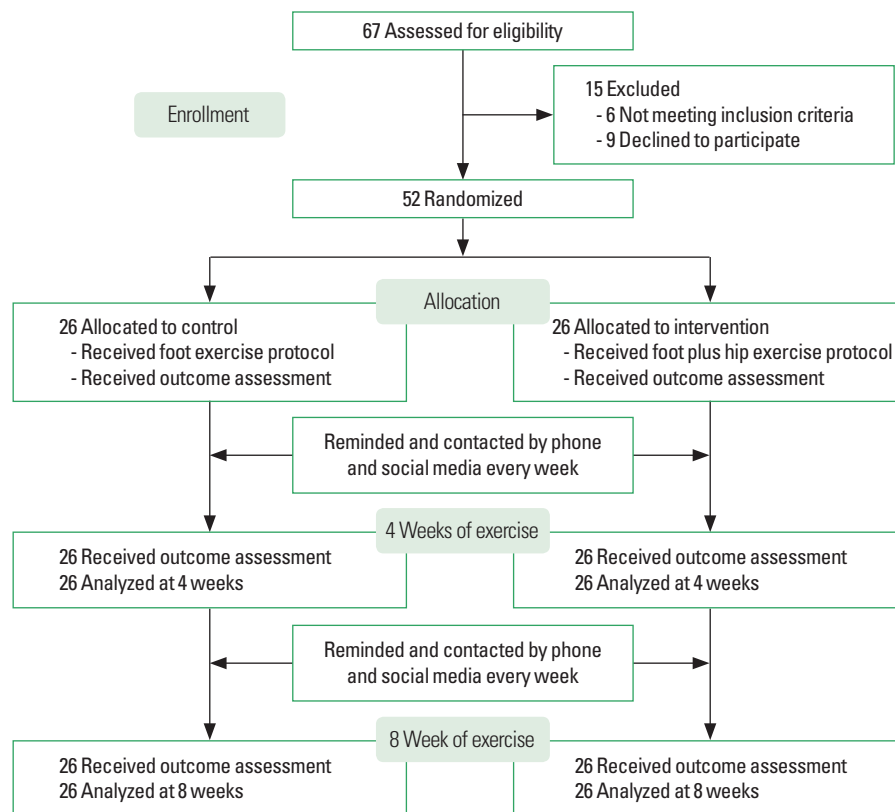 67 Assessed for eligibility
Enrollment
15 Excluded
- 6 Not meeting inclusion criteria
- 9 Declined to participate
52 Randomized
Allocation
26 Allocated to control
- Received foot exercise protocol
- Received outcome assessment
26 Allocated to intervention
- Received foot plus hip exercise protocol
- Received outcome assessment
Reminded and contacted by phone
and social media every week
4 Weeks of exercise
26 Received outcome assessment
26 Analyzed at 4 weeks
26 Received outcome assessment
26 Analyzed at 4 weeks
Reminded and contacted by phone
and social media every week
8 Week of exercise
26 Received outcome assessment
26 Analyzed at 8 weeks
26 Received outcome assessment
26 Analyzed at 8 weeks